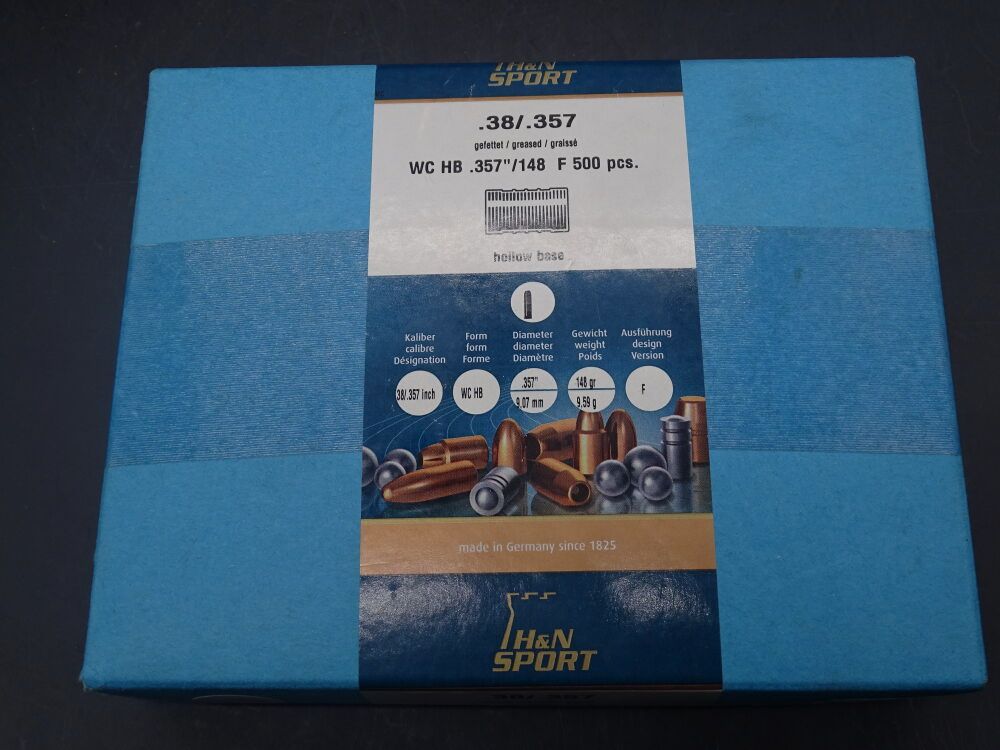 H&N
SPORT
.38/.357
gefettet / greased / graissé
WC HB .357"/148 F 500 pcs.
hollow base
Kaliber
calibre
Désignation
Form
form
Forme
Diameter
diameter
Diamètre
Gewicht
weight
Poids
Ausführung
design
Version
38/.357 inch
WC HB
.357"
9,07 mm
148 gr
9.59 g
F
made in Germany since 1825
H&N
SPORT
.38/.357